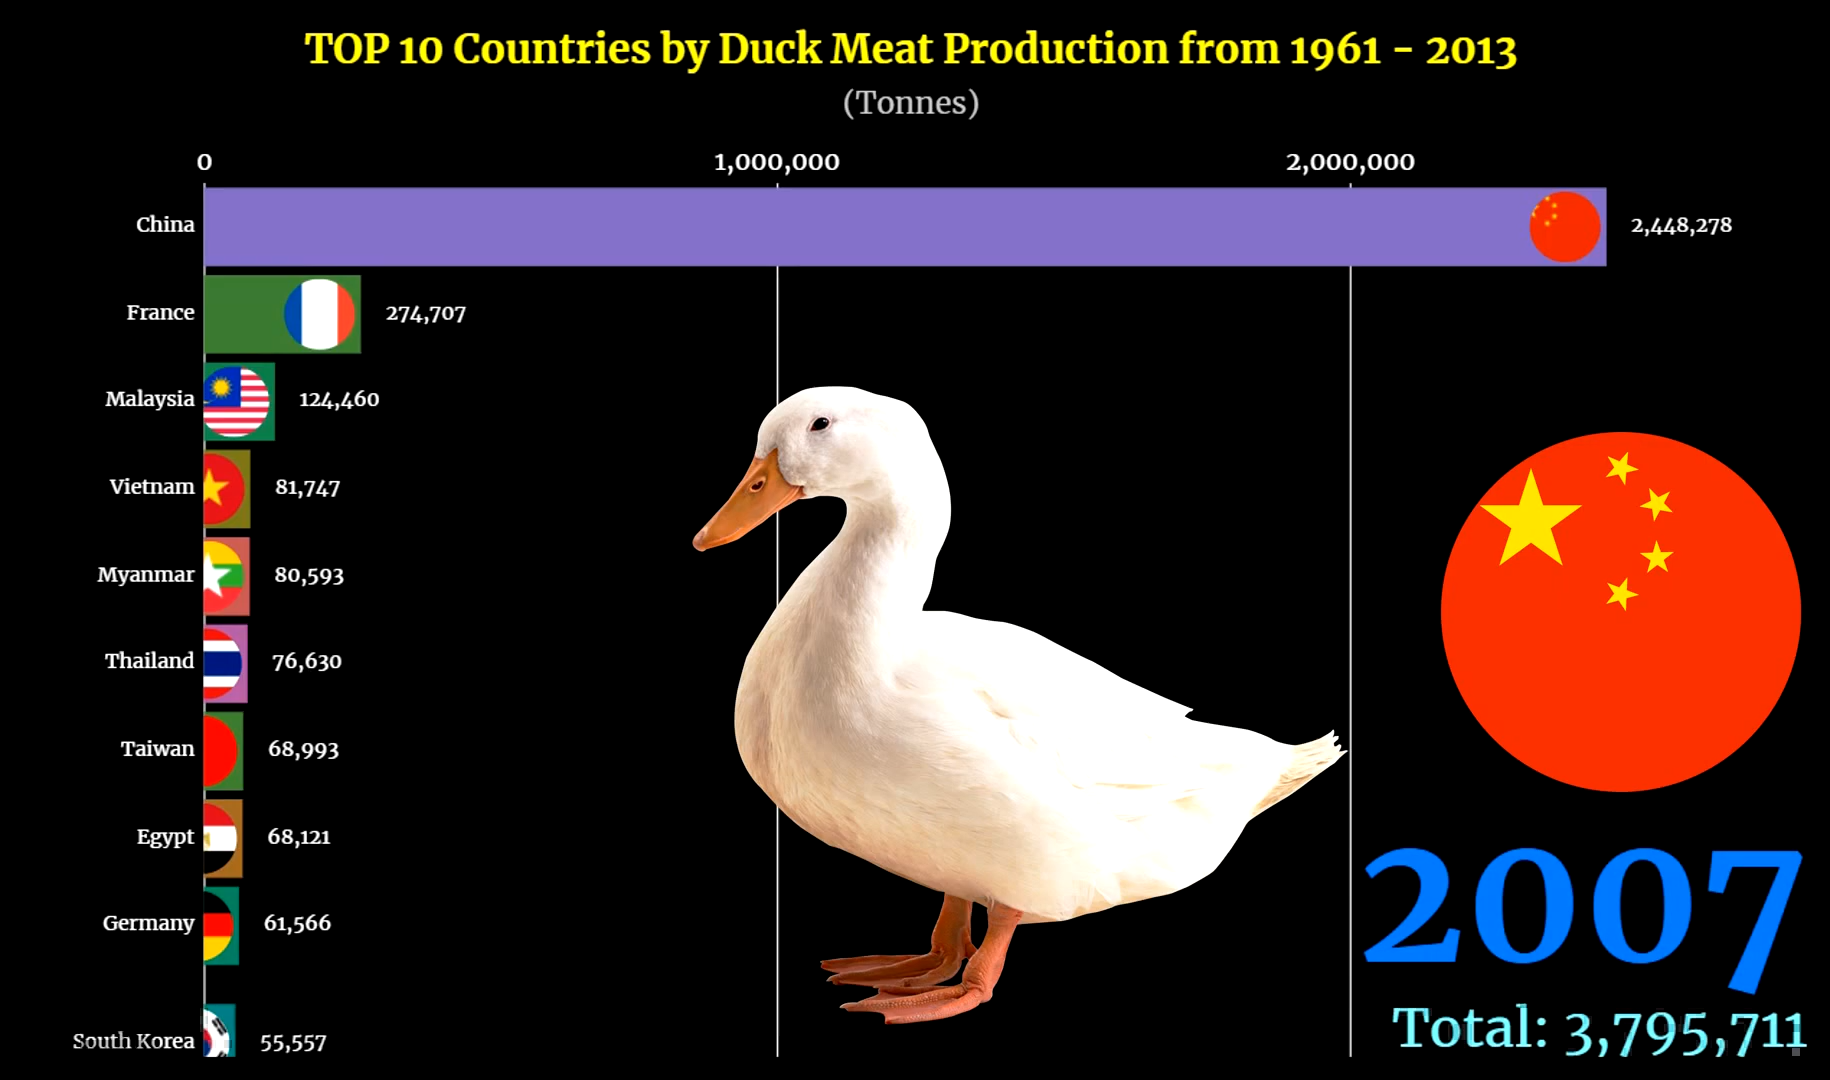 TOP 10 Countries by Duck Meat Production from 1961 - 2013
(Tonnes)
0 1,000,000 2,000,000
China 2,448,278
France 274,707
Malaysia 124,460
Vietnam 81,747
Myanmar 80,593
Thailand 76,630
Taiwan 68,993
Egypt 68,121
Germany 61,566
South Korea 55,557
2007
Total: 3,795,711